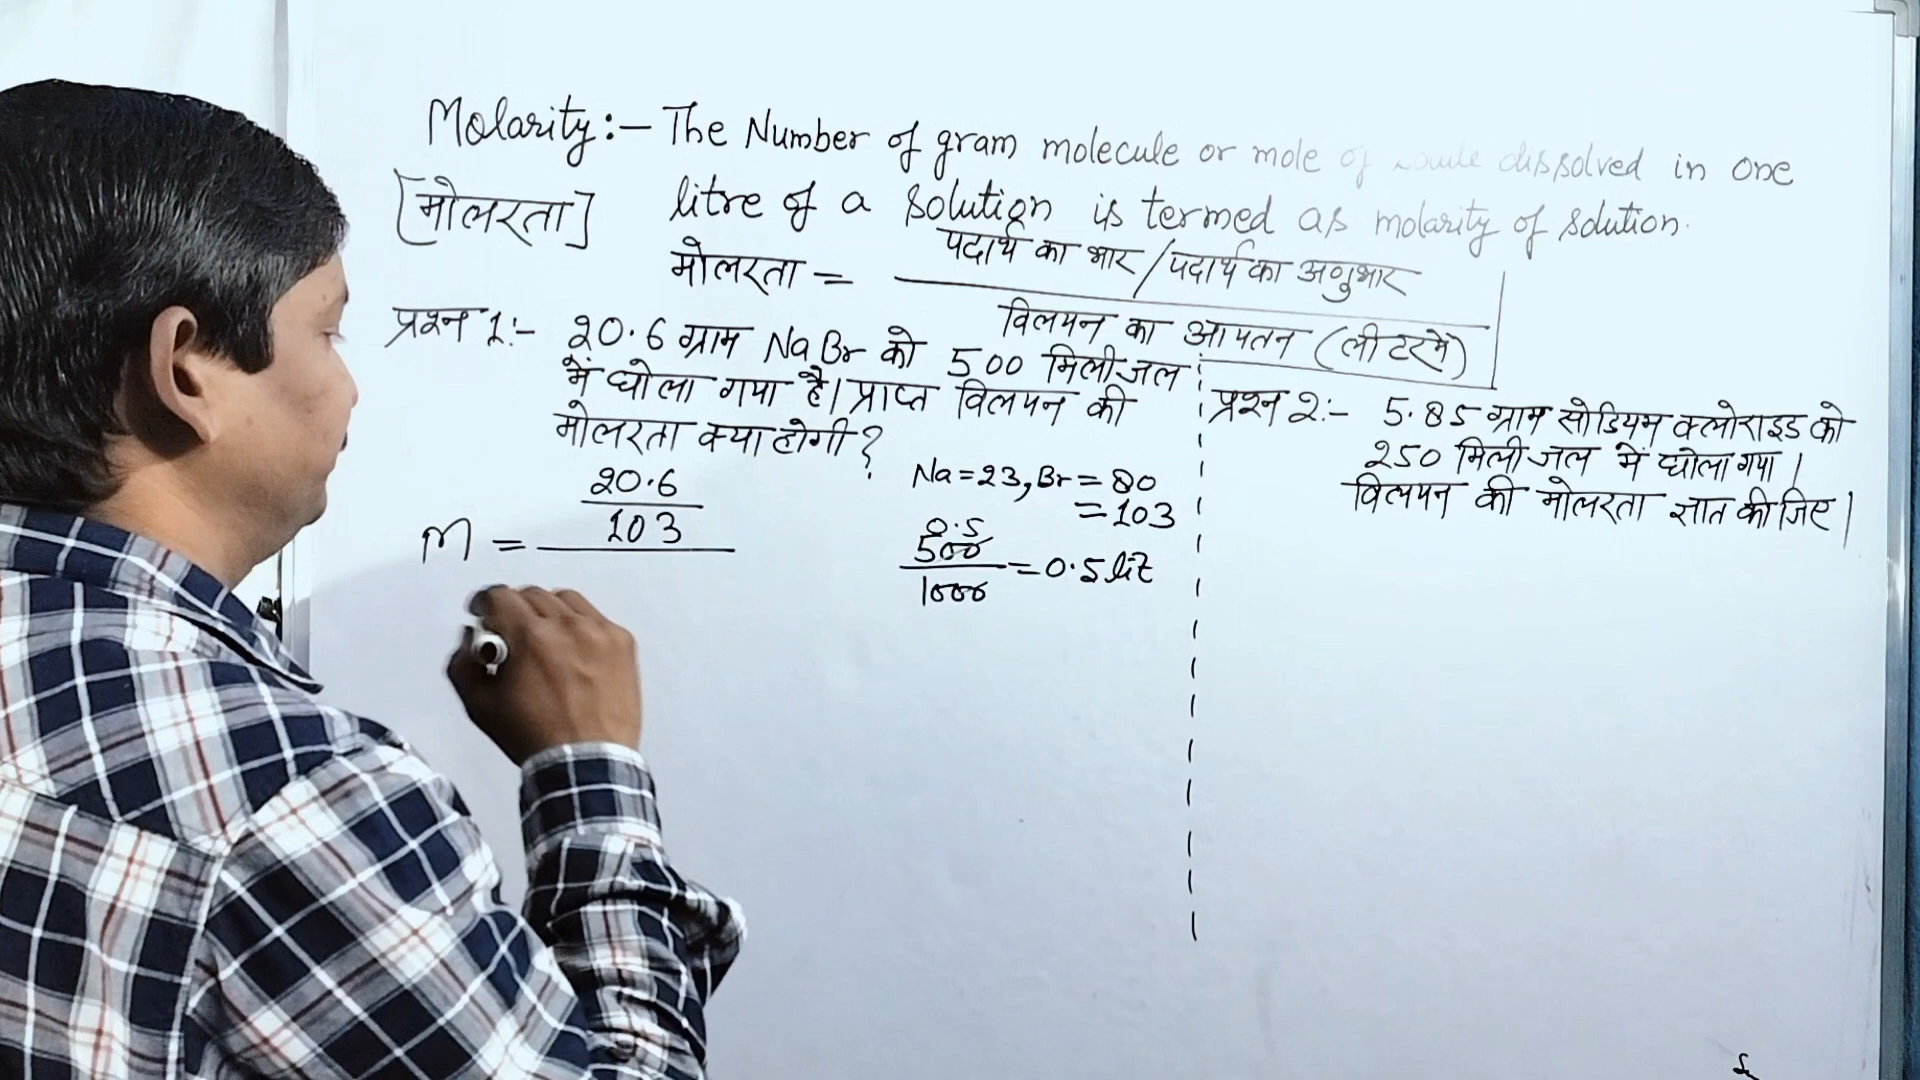 Molarity:- The Number of gram molecule or mole of solute dissolved in one
[मोलरता] litre of a solution is termed as molarity of solution.
मोलरता = पदार्थ का भार/पदार्थ का अणुभार
विलयन का आयतन (लीटर में)
प्रश्न 1:- 20.6 ग्राम NaBr को 500 मिली जल
में घोला गया है। प्राप्त विलयन की
मोलरता क्या होगी?
20.6
103
M =
Na=23, Br=80
=103
0.5
500
1000
=0.5 lit
प्रश्न 2:- 5.85 ग्राम सोडियम क्लोराइड को
250 मिली जल में घोला गया।
विलयन की मोलरता ज्ञात कीजिए।